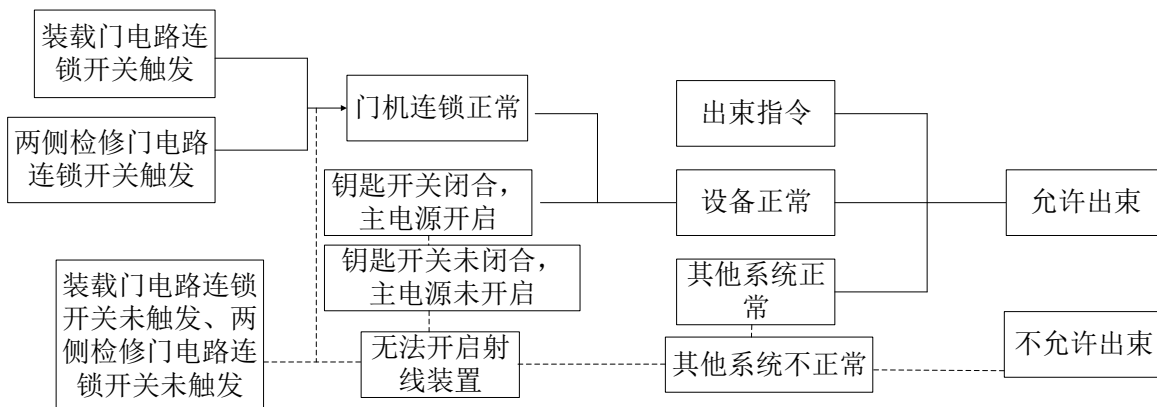 装载门电路连
锁开关触发
两侧检修门电路
连锁开关触发
门机连锁正常
钥匙开关闭合，
主电源开启
钥匙开关未闭合，
主电源未开启
装载门电路连锁
开关未触发、两
侧检修门电路连
锁开关未触发
无法开启射
线装置
出束指令
设备正常
其他系统正
常
其他系统不正常
允许出束
不允许出束